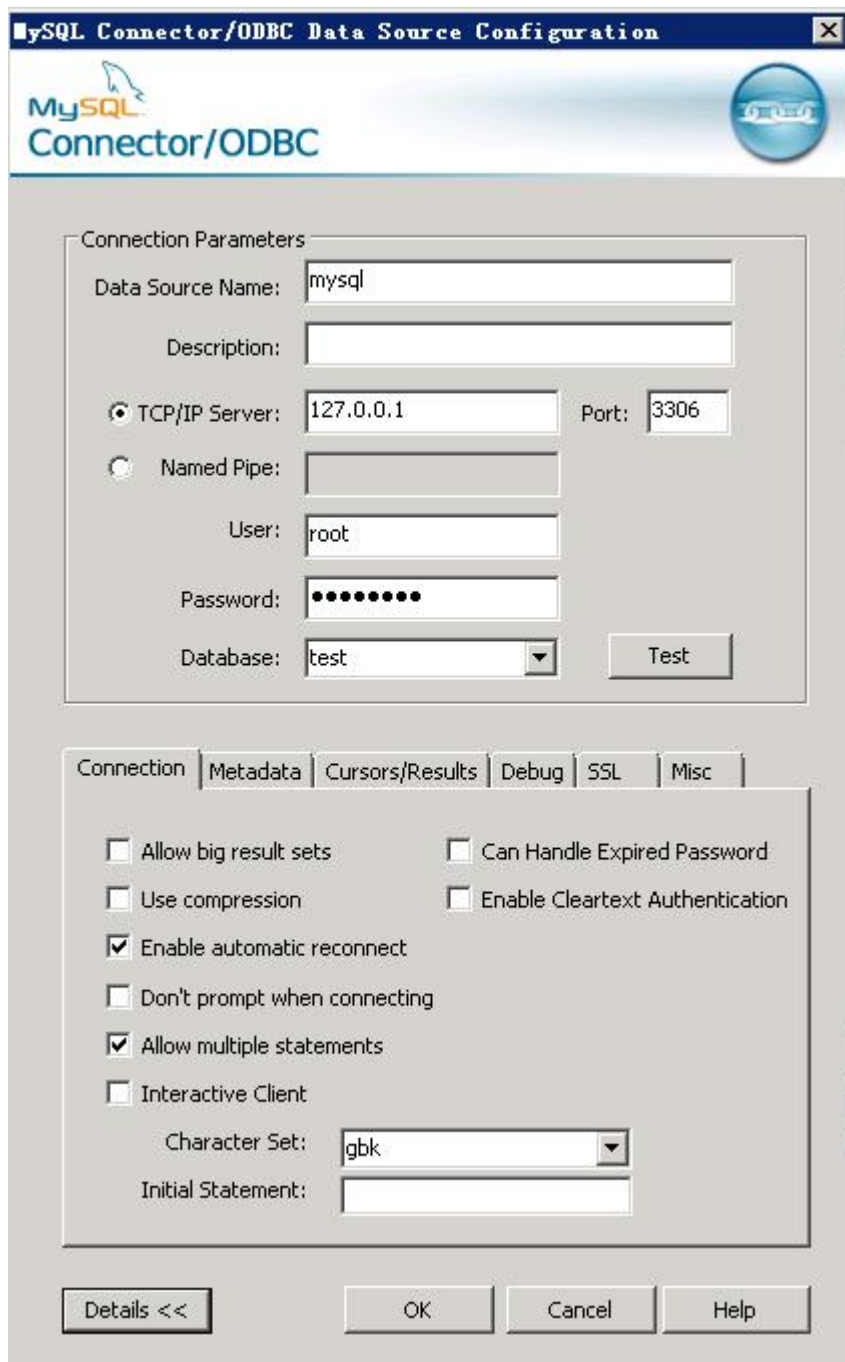 MySQL Connector/ODBC Data Source Configuration
MySQL
Connector/ODBC
Connection Parameters
Data Source Name: mysql
Description:
TCP/IP Server: 127.0.0.1 Port: 3306
Named Pipe:
User: root
Password: ••••••••
Database: test Test
Connection Metadata Cursors/Results Debug SSL Misc
Allow big result sets Can Handle Expired Password
Use compression Enable Cleartext Authentication
Enable automatic reconnect
Don't prompt when connecting
Allow multiple statements
Interactive Client
Character Set: gbk
Initial Statement:
Details << OK Cancel Help